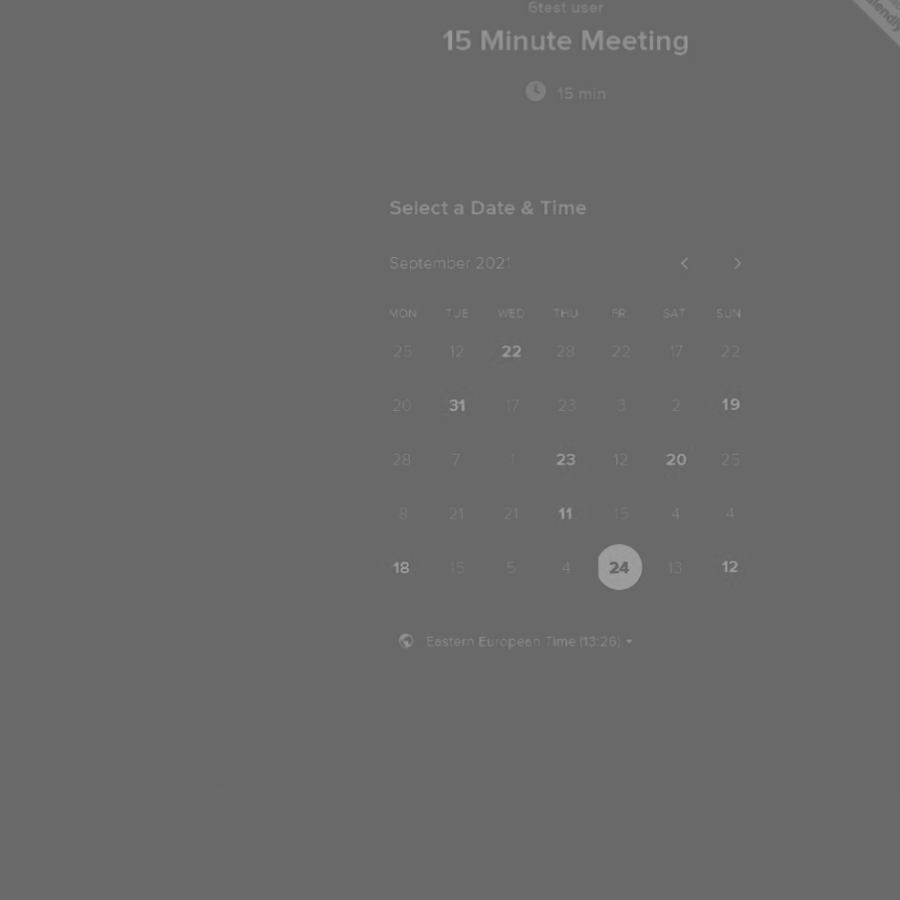 6test user
15 Minute Meeting
15 min
Select a Date & Time
September 2021
MON TUE WED THU FRI SAT SUN
25 12 22 28 22 17 22
20 31 17 23 3 2 19
28 7 1 23 12 20 25
8 21 21 11 15 4 4
18 15 5 4 24 13 12
Eastern European Time (13:26)